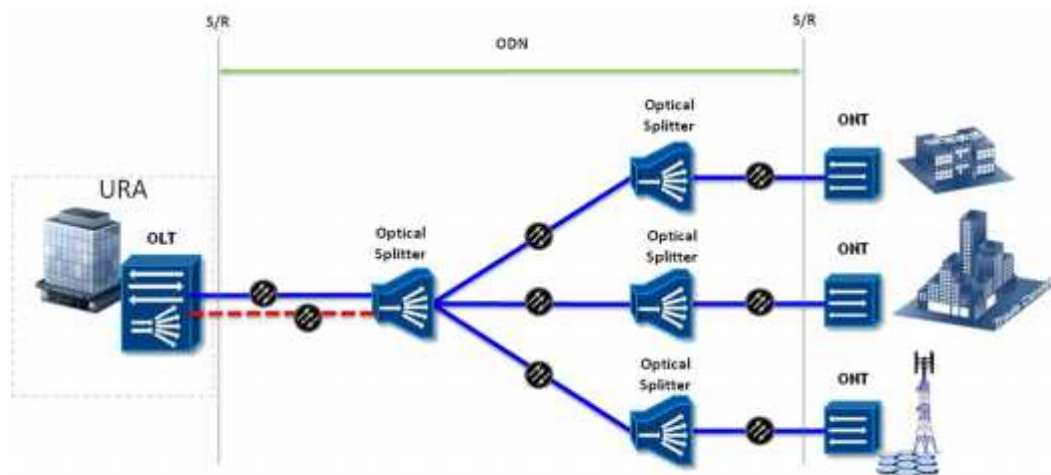 S/R
S/R
ODN
Optical
Splitter
ONT
URA
OLT
Optical
Splitter
Optical
Splitter
ONT
Optical
Splitter
ONT